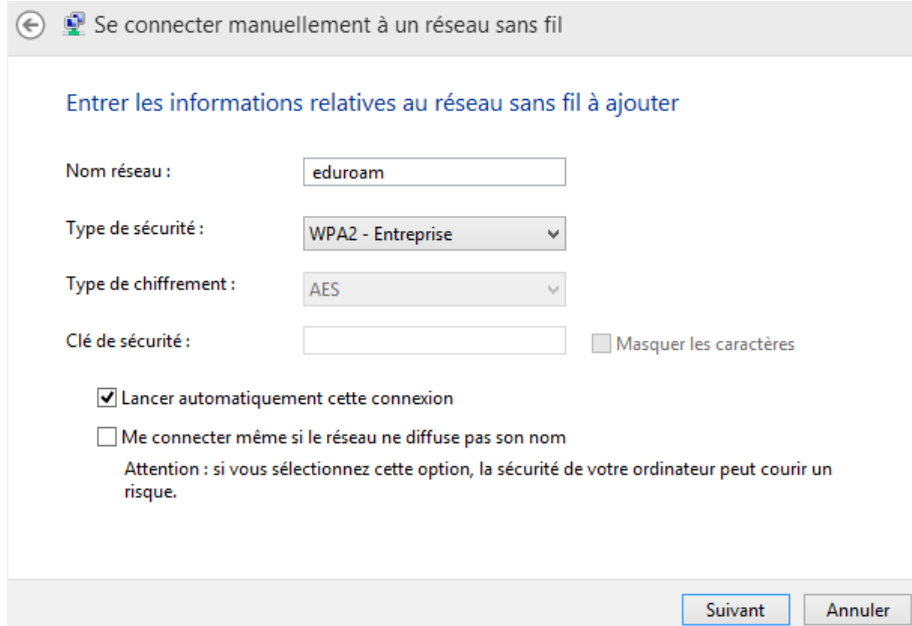 Se connecter manuellement à un réseau sans fil
Entrer les informations relatives au réseau sans fil à ajouter
Nom réseau : eduroam
Type de sécurité : WPA2 - Entreprise
Type de chiffrement : AES
Clé de sécurité : Masquer les caractères
Lancer automatiquement cette connexion
Me connecter même si le réseau ne diffuse pas son nom
Attention : si vous sélectionnez cette option, la sécurité de votre ordinateur peut courir un
risque.
Suivant Annuler